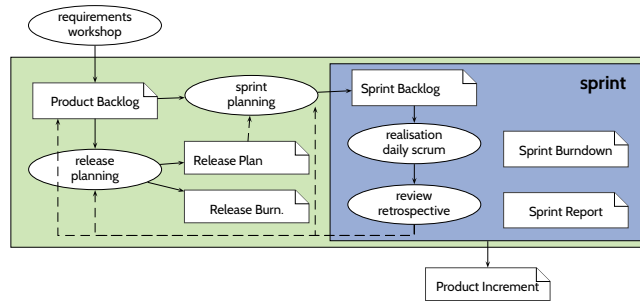 requirements
workshop
sprint
Product Backlog
sprint
planning
Sprint Backlog
realisation
daily scrum
Sprint Burndown
release
planning
Release Plan
review
retrospective
Release Burn.
Sprint Report
Product Increment